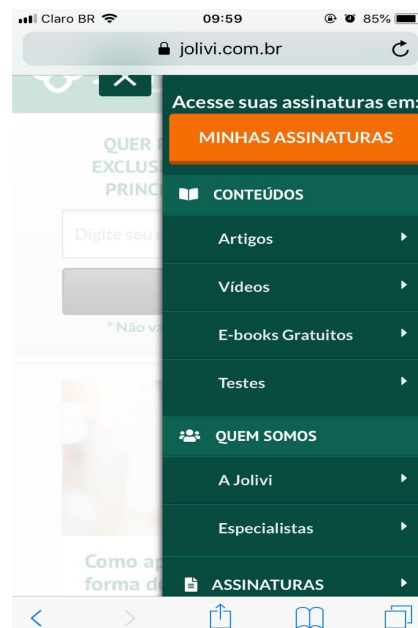 Claro BR
09:59
85%
jolivi.com.br
Acesse suas assinaturas em:
MINHAS ASSINATURAS
QUER
EXCLUS
PRINC
CONTEÚDOS
Digite seu
Artigos
Vídeos
* Não va
E-books Gratuitos
Testes
QUEM SOMOS
A Jolivi
Especialistas
Como ap
forma d
ASSINATURAS